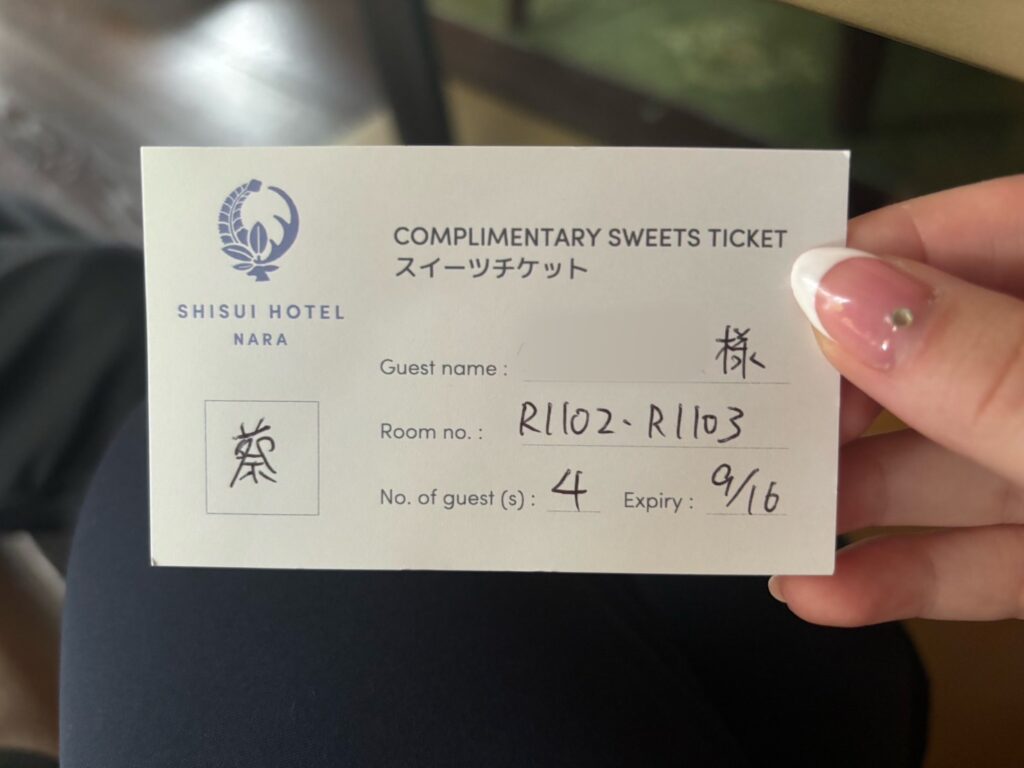 SHISUI HOTEL
NARA
蔡
COMPLIMENTARY SWEETS TICKET
スイーツチケット
Guest name : 様
Room no. : R1102、R1103
No. of guest (s) : 4 Expiry : 9/16